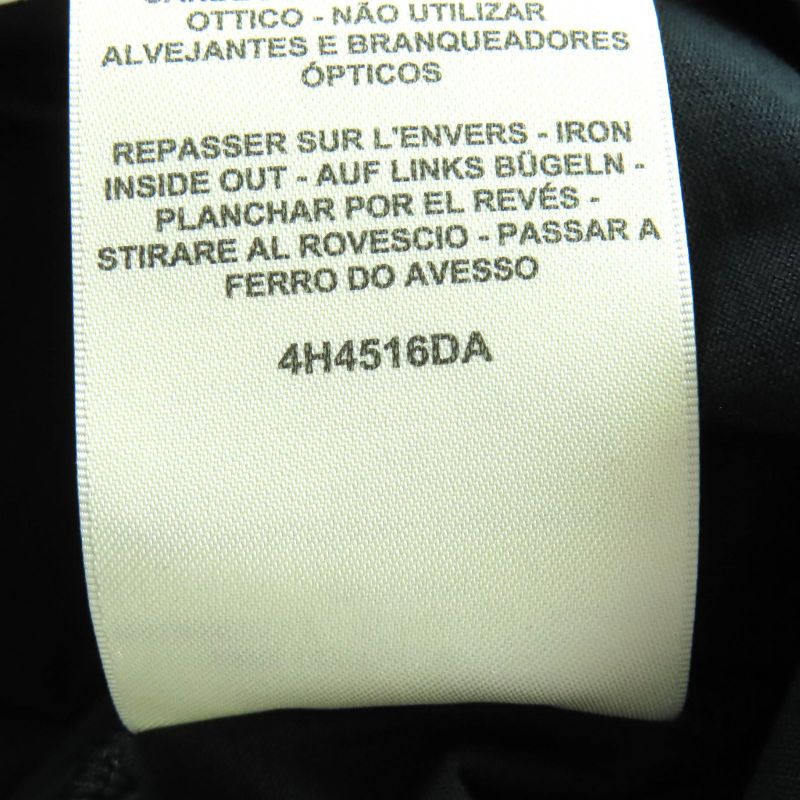 OTTICO - NÃO UTILIZAR
ALVEJANTES E BRANQUEADORES
ÓPTICOS
REPASSER SUR L'ENVERS - IRON
INSIDE OUT - AUF LINKS BÜGELN -
PLANCHAR POR EL REVÉS -
STIRARE AL ROVESCIO - PASSAR A
FERRO DO AVESSO
4H4516DA